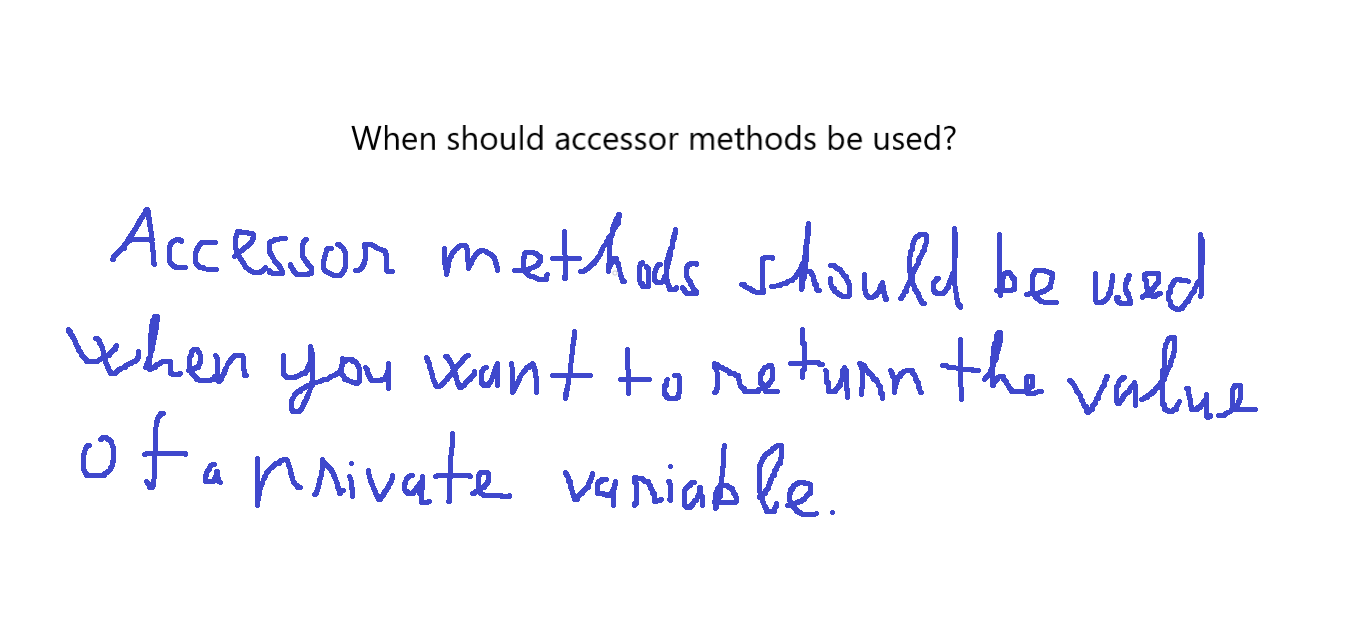 When should accessor methods be used?
Accessor methods should be used
when you want to return the value
of a private variable.